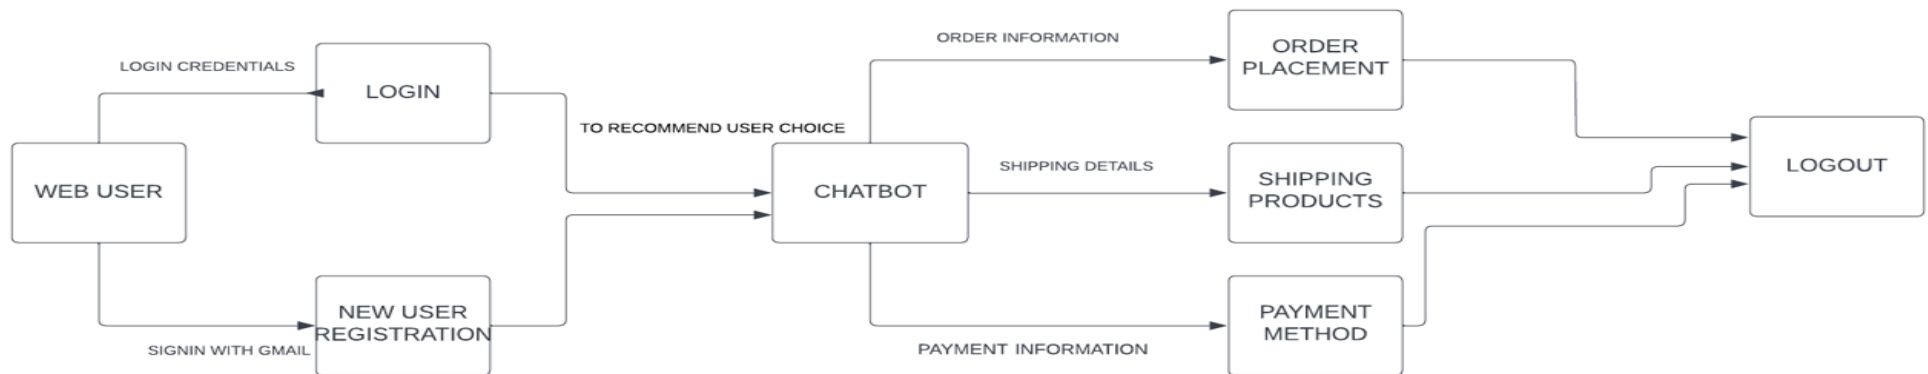 LOGIN CREDENTIALS
LOGIN
WEB USER
NEW USER
REGISTRATION
SIGNIN WITH GMAIL
TO RECOMMEND USER CHOICE
CHATBOT
ORDER INFORMATION
ORDER
PLACEMENT
SHIPPING DETAILS
SHIPPING
PRODUCTS
PAYMENT INFORMATION
PAYMENT
METHOD
LOGOUT